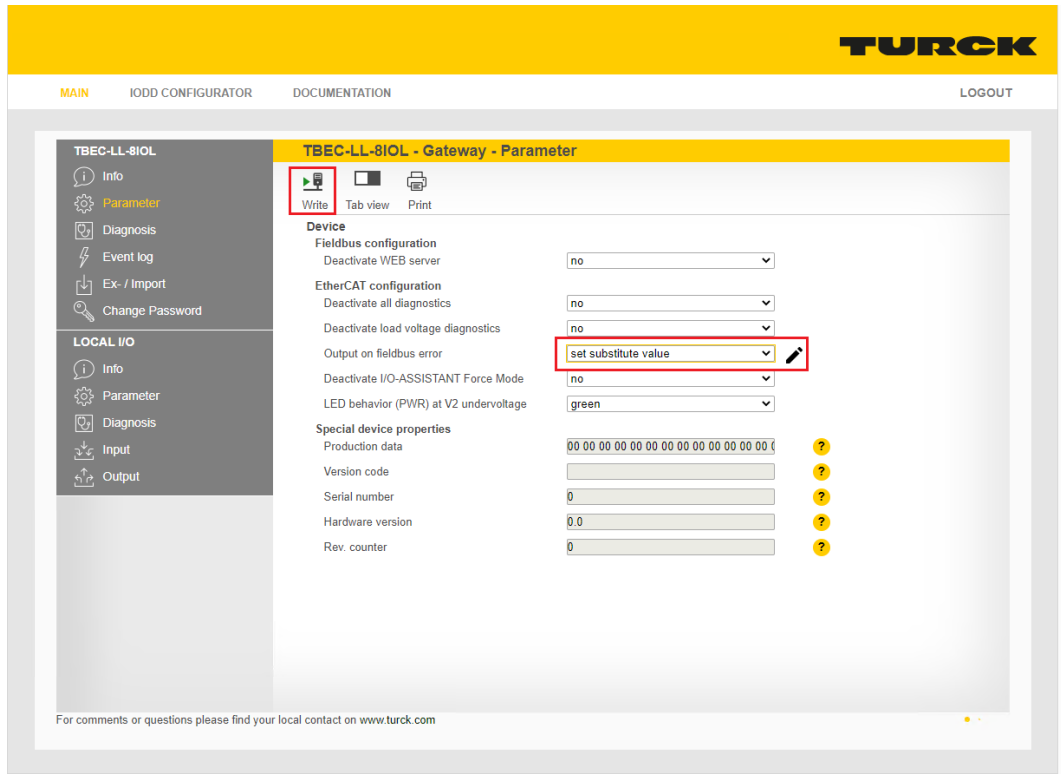 TURCK
MAIN IODD CONFIGURATOR DOCUMENTATION LOGOUT
TBEC-LL-8IOL
Info
Parameter
Diagnosis
Event log
Ex- / Import
Change Password
LOCAL I/O
Info
Parameter
Diagnosis
Input
Output
TBEC-LL-8IOL - Gateway - Parameter
Write Tab view Print
Device
Fieldbus configuration
Deactivate WEB server no
EtherCAT configuration
Deactivate all diagnostics no
Deactivate load voltage diagnostics no
Output on fieldbus error set substitute value
Deactivate I/O-ASSISTANT Force Mode no
LED behavior (PWR) at V2 undervoltage green
Special device properties
Production data 00 00 00 00 00 00 00 00 00 00 00 00 00 ?
Version code ?
Serial number 0 ?
Hardware version 0.0 ?
Rev. counter 0 ?
For comments or questions please find your local contact on www.turck.com